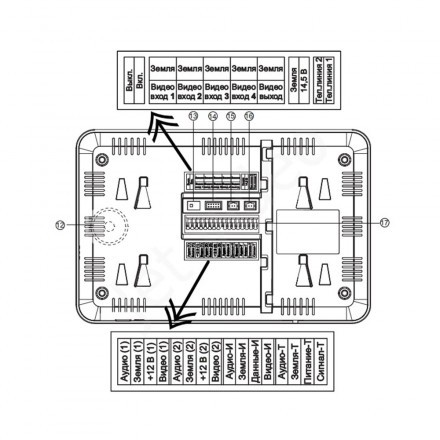 Выкл.
Вкл.
Земля Земля Земля Земля Земля
Видео вход 1
Видео вход 2
Видео вход 3
Видео вход 4
Видео выход
Земля
14,5 В
Тел.линия 2
Тел.линия 1
13 14 15 16
12
17
Аудио (1)
Земля (1)
+12 В (1)
Видео (1)
Аудио (2)
Земля (2)
+12 В (2)
Видео (2)
Аудио-И
Земля-И
Данные-И
Видео-И
Аудио-Т
Земля-Т
Питание-Т
Сигнал-Т